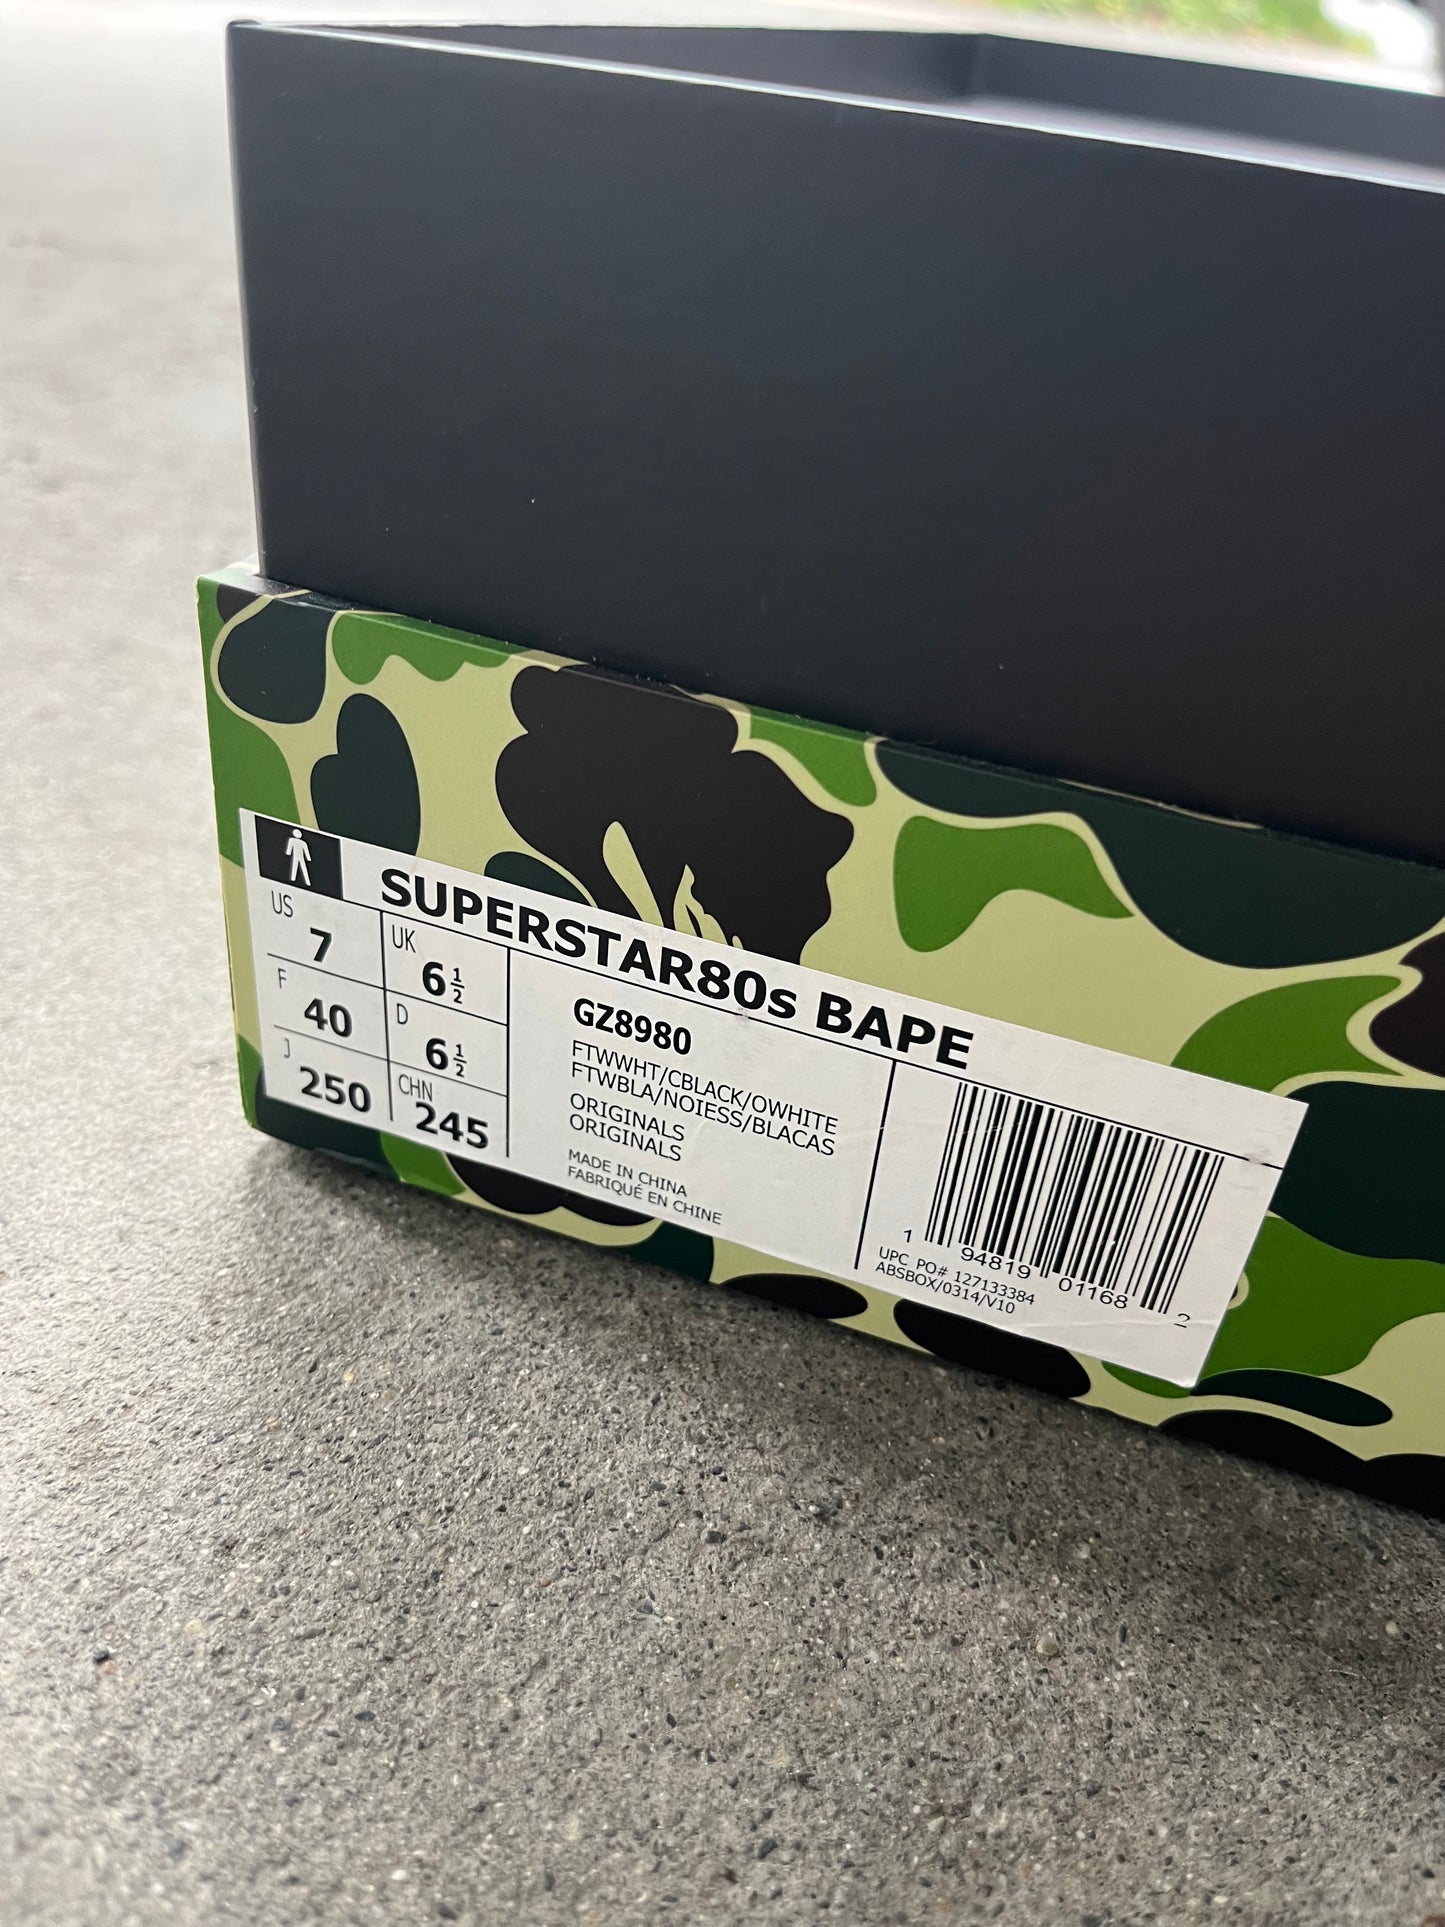 SUPERSTAR80s BAPE
US
7
UK
6 1/2
F
40
D
6 1/2
J
250
CHN
245
GZ8980
FTWWHT/CBLACK/OWHITE
FTWBLA/NOIESS/BLACAS
ORIGINALS
ORIGINALS
MADE IN CHINA
FABRIQUÉ EN CHINE
1 94819 01168 2
UPC PO# 127133384
ABSBOX/0314/V10